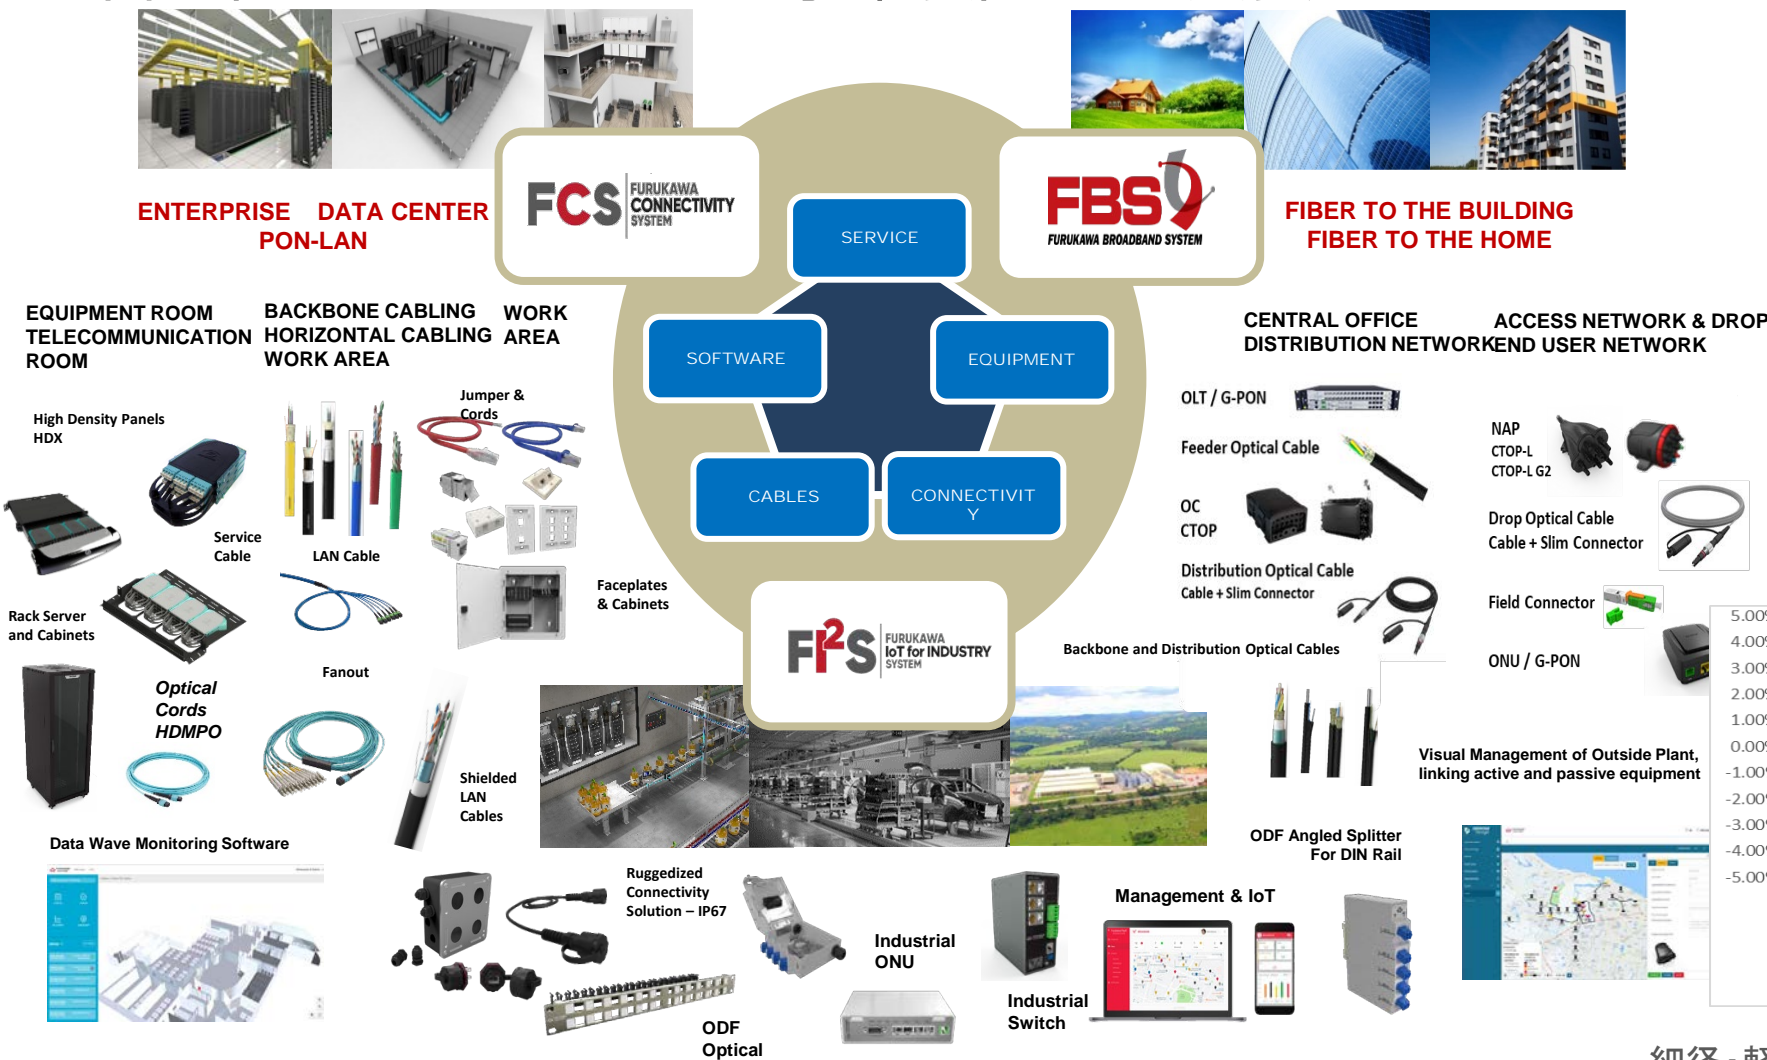 FCS FURUKAWA
CONNECTIVITY
SYSTEM
FBS
FURUKAWA BROADBAND SYSTEM
ENTERPRISE DATA CENTER
PON-LAN
SERVICE
FIBER TO THE BUILDING
FIBER TO THE HOME
SOFTWARE
EQUIPMENT
CABLES
CONNECTIVIT
Y
EQUIPMENT ROOM
TELECOMMUNICATION
ROOM
BACKBONE CABLING
HORIZONTAL CABLING
WORK AREA
WORK
AREA
High Density Panels
HDX
Jumper &
Cords
Service
Cable
LAN Cable
Rack Server
and Cabinets
Faceplates
& Cabinets
Fanout
Optical
Cords
HDMPO
Shielded
LAN
Cables
Data Wave Monitoring Software
FI²S FURUKAWA
IoT for INDUSTRY
SYSTEM
CENTRAL OFFICE
DISTRIBUTION NETWORK
ACCESS NETWORK & DROP
END USER NETWORK
OLT / G-PON
Feeder Optical Cable
OC
CTOP
Distribution Optical Cable
Cable + Slim Connector
NAP
CTOP-L
CTOP-L G2
Drop Optical Cable
Cable + Slim Connector
Field Connector
ONU / G-PON
Backbone and Distribution Optical Cables
Visual Management of Outside Plant,
linking active and passive equipment
ODF Angled Splitter
For DIN Rail
Ruggedized
Connectivity
Solution – IP67
Industrial
ONU
Management & IoT
Industrial
Switch
ODF
Optical
5.00%
4.00%
3.00%
2.00%
1.00%
0.00%
-1.00%
-2.00%
-3.00%
-4.00%
-5.00%